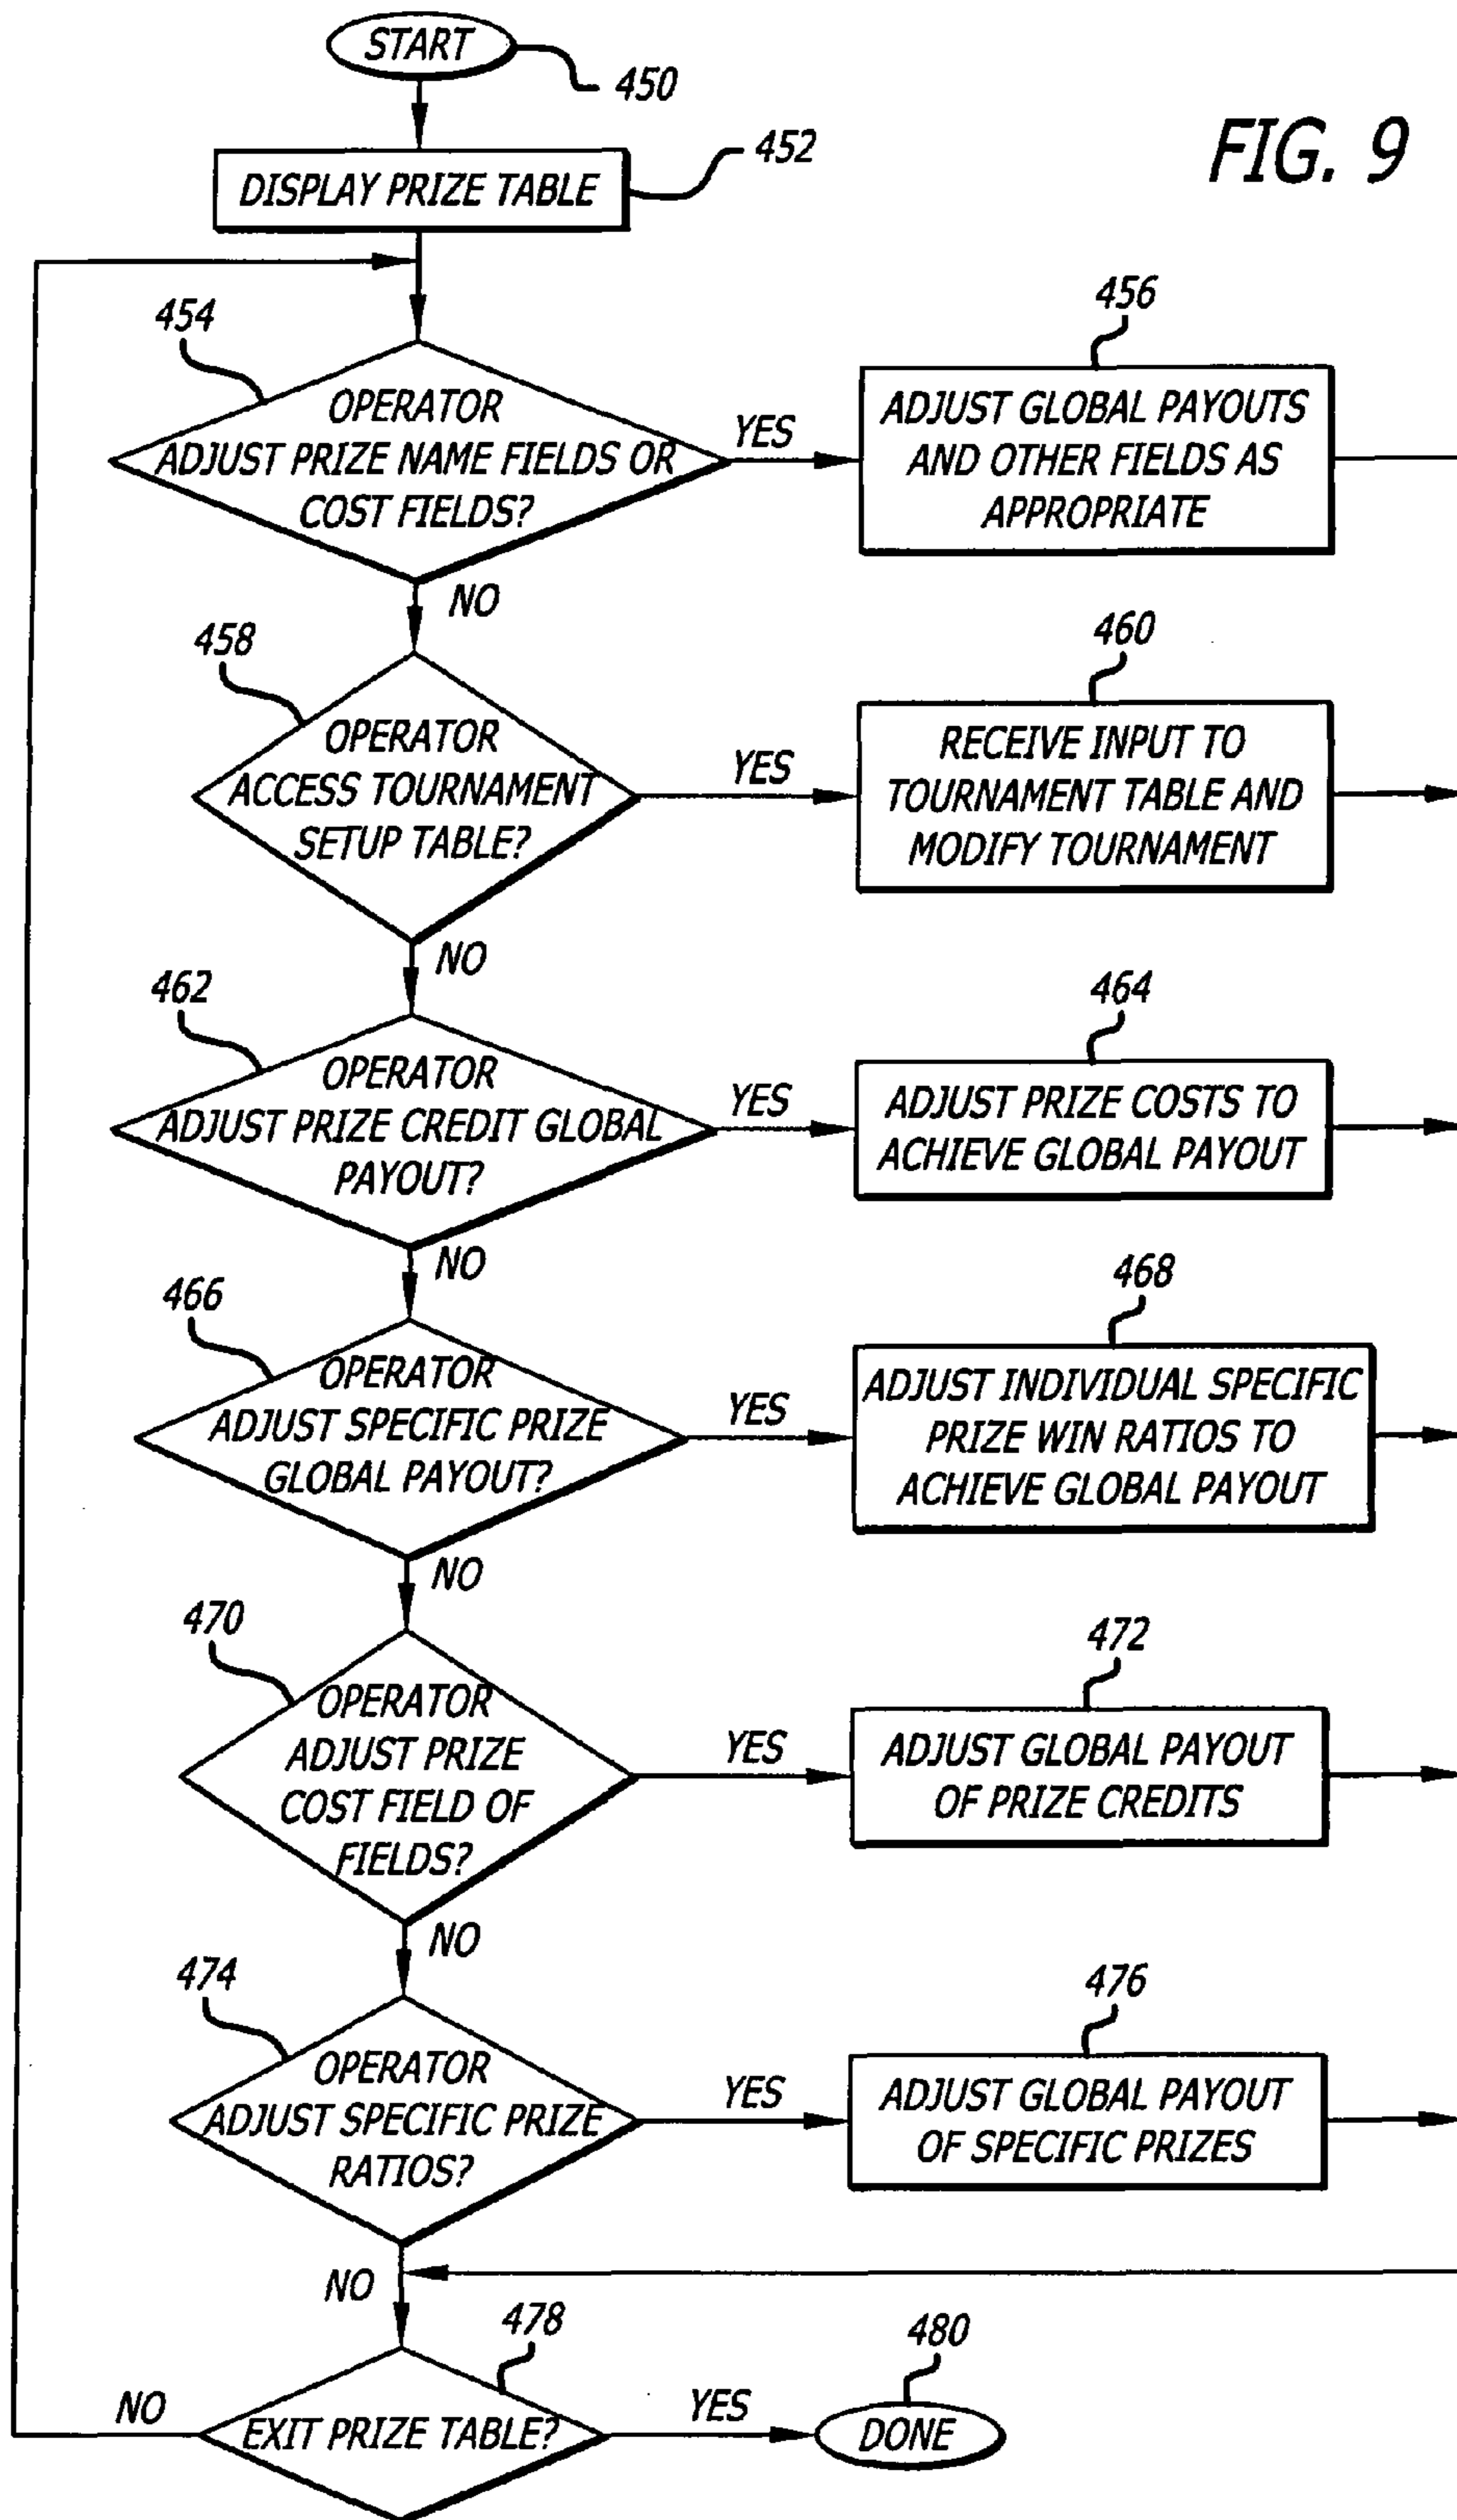 START
450
FIG. 9
452
DISPLAY PRIZE TABLE
454
OPERATOR
ADJUST PRIZE NAME FIELDS OR
COST FIELDS?
YES
456
ADJUST GLOBAL PAYOUTS
AND OTHER FIELDS AS
APPROPRIATE
NO
458
OPERATOR
ACCESS TOURNAMENT
SETUP TABLE?
YES
460
RECEIVE INPUT TO
TOURNAMENT TABLE AND
MODIFY TOURNAMENT
NO
462
OPERATOR
ADJUST PRIZE CREDIT GLOBAL
PAYOUT?
YES
464
ADJUST PRIZE COSTS TO
ACHIEVE GLOBAL PAYOUT
NO
466
OPERATOR
ADJUST SPECIFIC PRIZE
GLOBAL PAYOUT?
YES
468
ADJUST INDIVIDUAL SPECIFIC
PRIZE WIN RATIOS TO
ACHIEVE GLOBAL PAYOUT
NO
470
OPERATOR
ADJUST PRIZE
COST FIELD OF
FIELDS?
YES
472
ADJUST GLOBAL PAYOUT
OF PRIZE CREDITS
NO
474
OPERATOR
ADJUST SPECIFIC PRIZE
RATIOS?
YES
476
ADJUST GLOBAL PAYOUT
OF SPECIFIC PRIZES
NO
478
EXIT PRIZE TABLE?
NO
YES
480
DONE